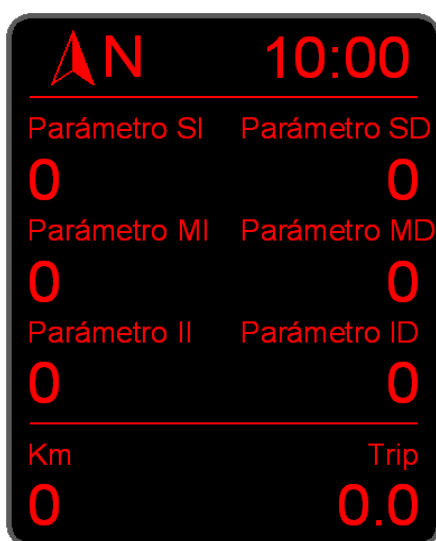 N 10:00
Parámetro SI Parámetro SD
0 0
Parámetro MI Parámetro MD
0 0
Parámetro II Parámetro ID
0 0
Km Trip
0 0.0